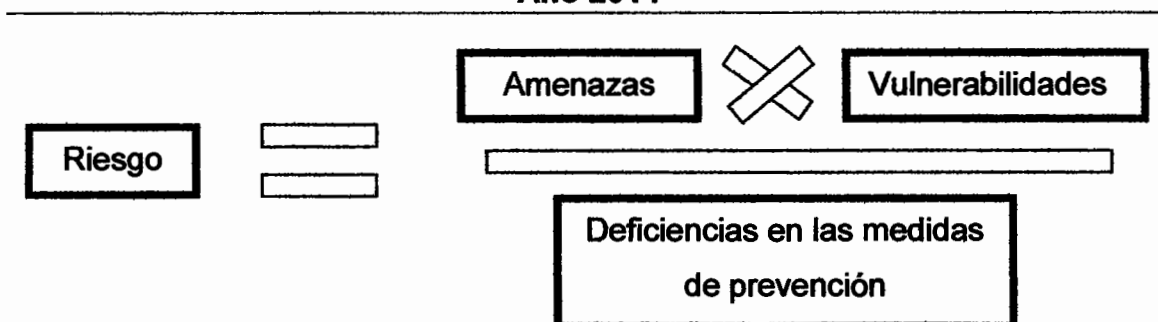 Amenazas
Vulnerabilidades
Riesgo
Deficiencias en las medidas
de prevención